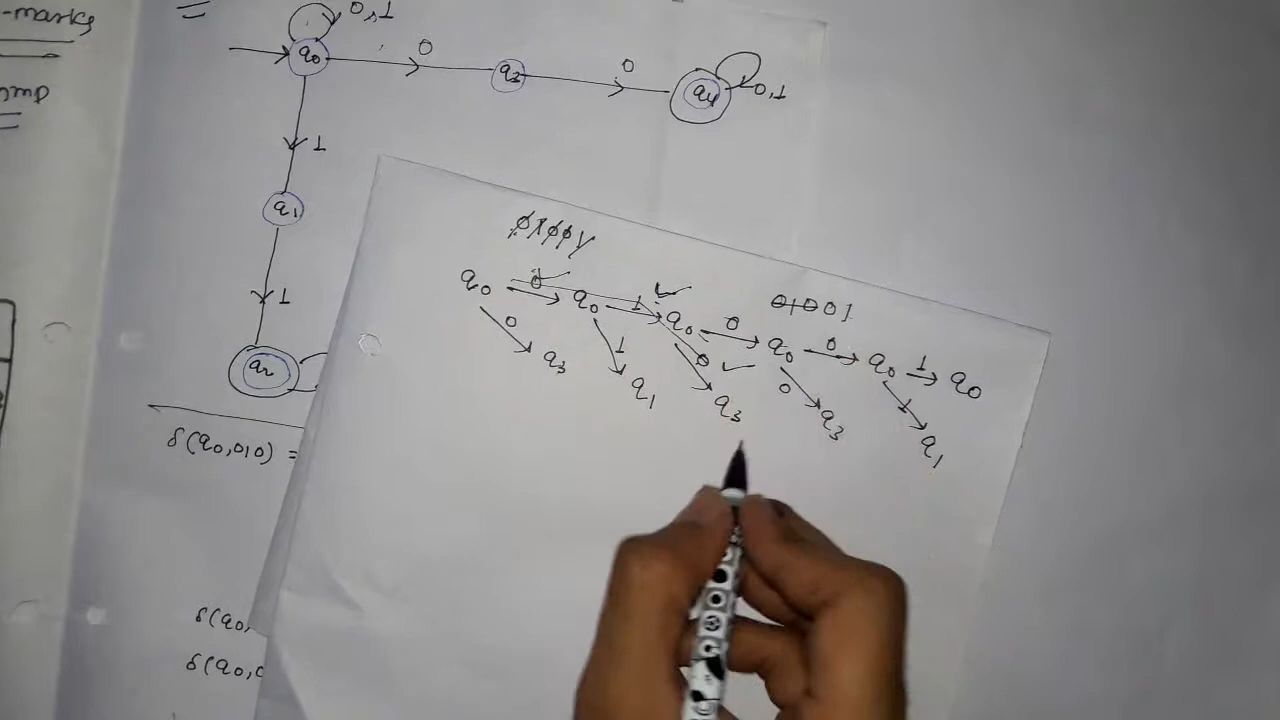 -marks
0,1
q0
0
q3
0
q4
0,1
1
q1
1
q2
δ(q0,010) =
δ(q0,
δ(q0,0
01001
01001
q0 0 q0 1 q0 0 q0 0 q0 1 q0
0 q3 1 q1 0 q3 0 q3 1 q1